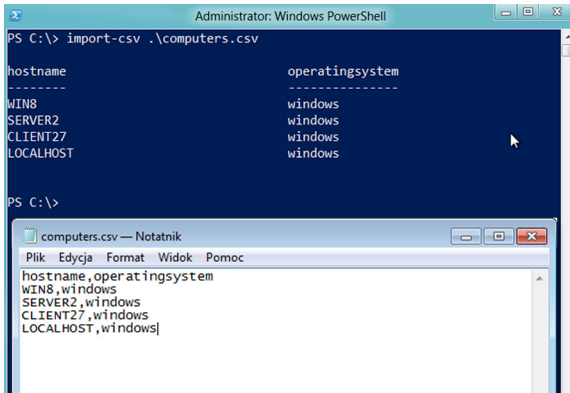 Administrator: Windows PowerShell
PS C:\> import-csv .\computers.csv
hostname operatingsystem
-------- ---------------
WIN8 windows
SERVER2 windows
CLIENT27 windows
LOCALHOST windows
PS C:\>
computers.csv — Notatnik
Plik Edycja Format Widok Pomoc
hostname,operatingsystem
WIN8,windows
SERVER2,windows
CLIENT27,windows
LOCALHOST,windows